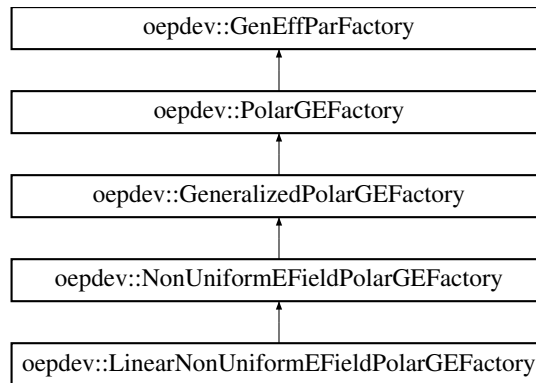 oepdev::GenEffParFactory
oepdev::PolarGEFactory
oepdev::GeneralizedPolarGEFactory
oepdev::NonUniformEFieldPolarGEFactory
oepdev::LinearNonUniformEFieldPolarGEFactory